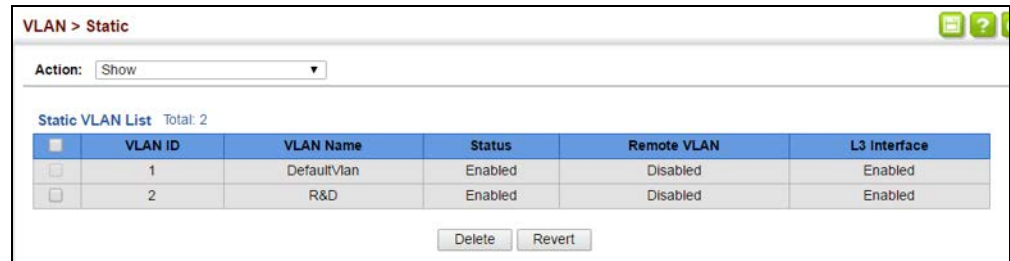 VLAN > Static
?
Action: Show
Static VLAN List Total: 2
VLAN ID VLAN Name Status Remote VLAN L3 Interface
1 DefaultVlan Enabled Disabled Enabled
2 R&D Enabled Disabled Enabled
Delete Revert